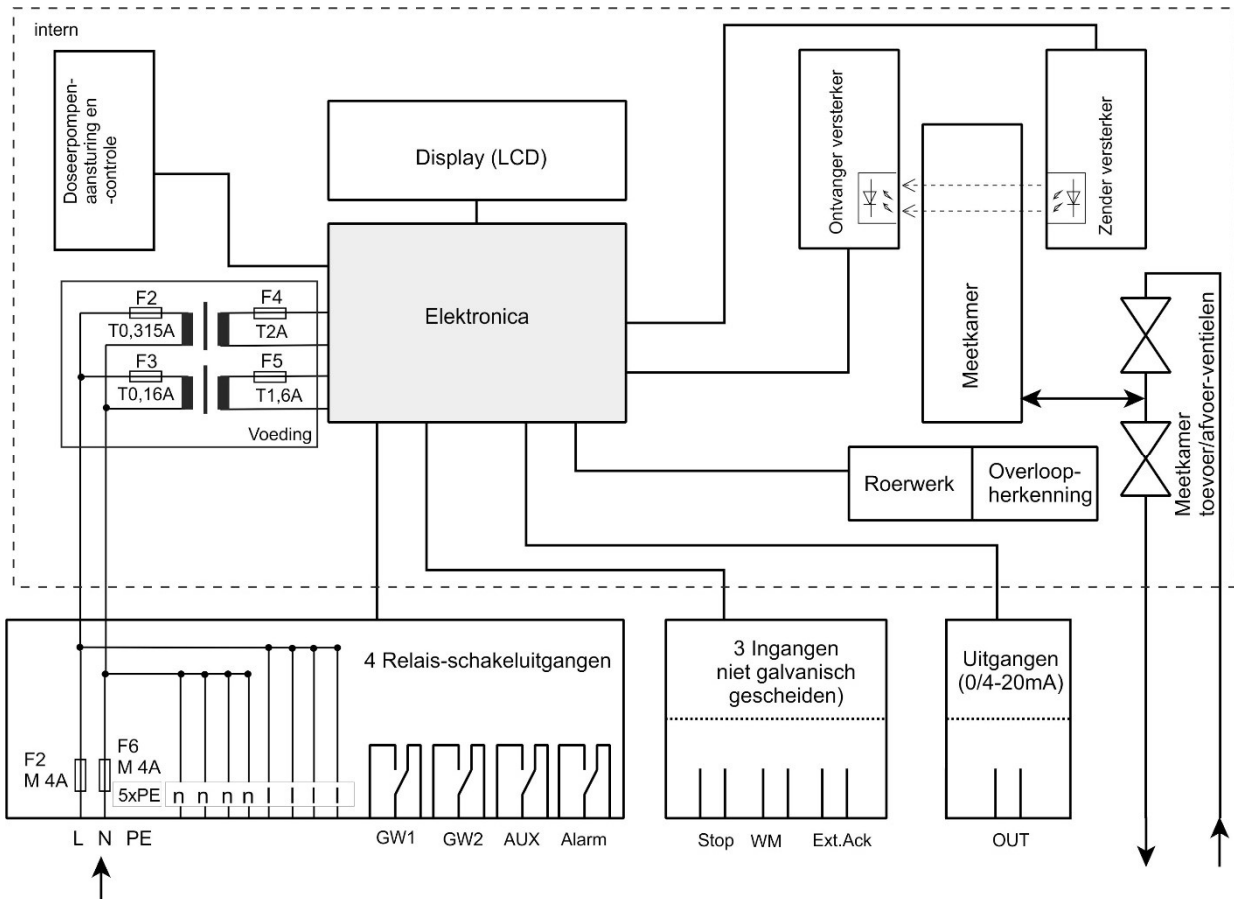 intern
Doseerpompen-
aansturing en
-controle
Display (LCD)
Ontvanger versterker
Zender versterker
Meetkamer
Elektronica
F2
T0,315A
F4
T2A
F3
T0,16A
F5
T1,6A
Voeding
Roerwerk
Overloop-
herkenning
Meetkamer
toevoer/afvoer-ventielen
4 Relais-schakeluitgangen
3 Ingangen
niet galvanisch
gescheiden)
Uitgangen
(0/4-20mA)
F2
M 4A
F6
M 4A
5xPE n n n n l l l l
L N PE
GW1 GW2 AUX Alarm
Stop WM Ext.Ack
OUT